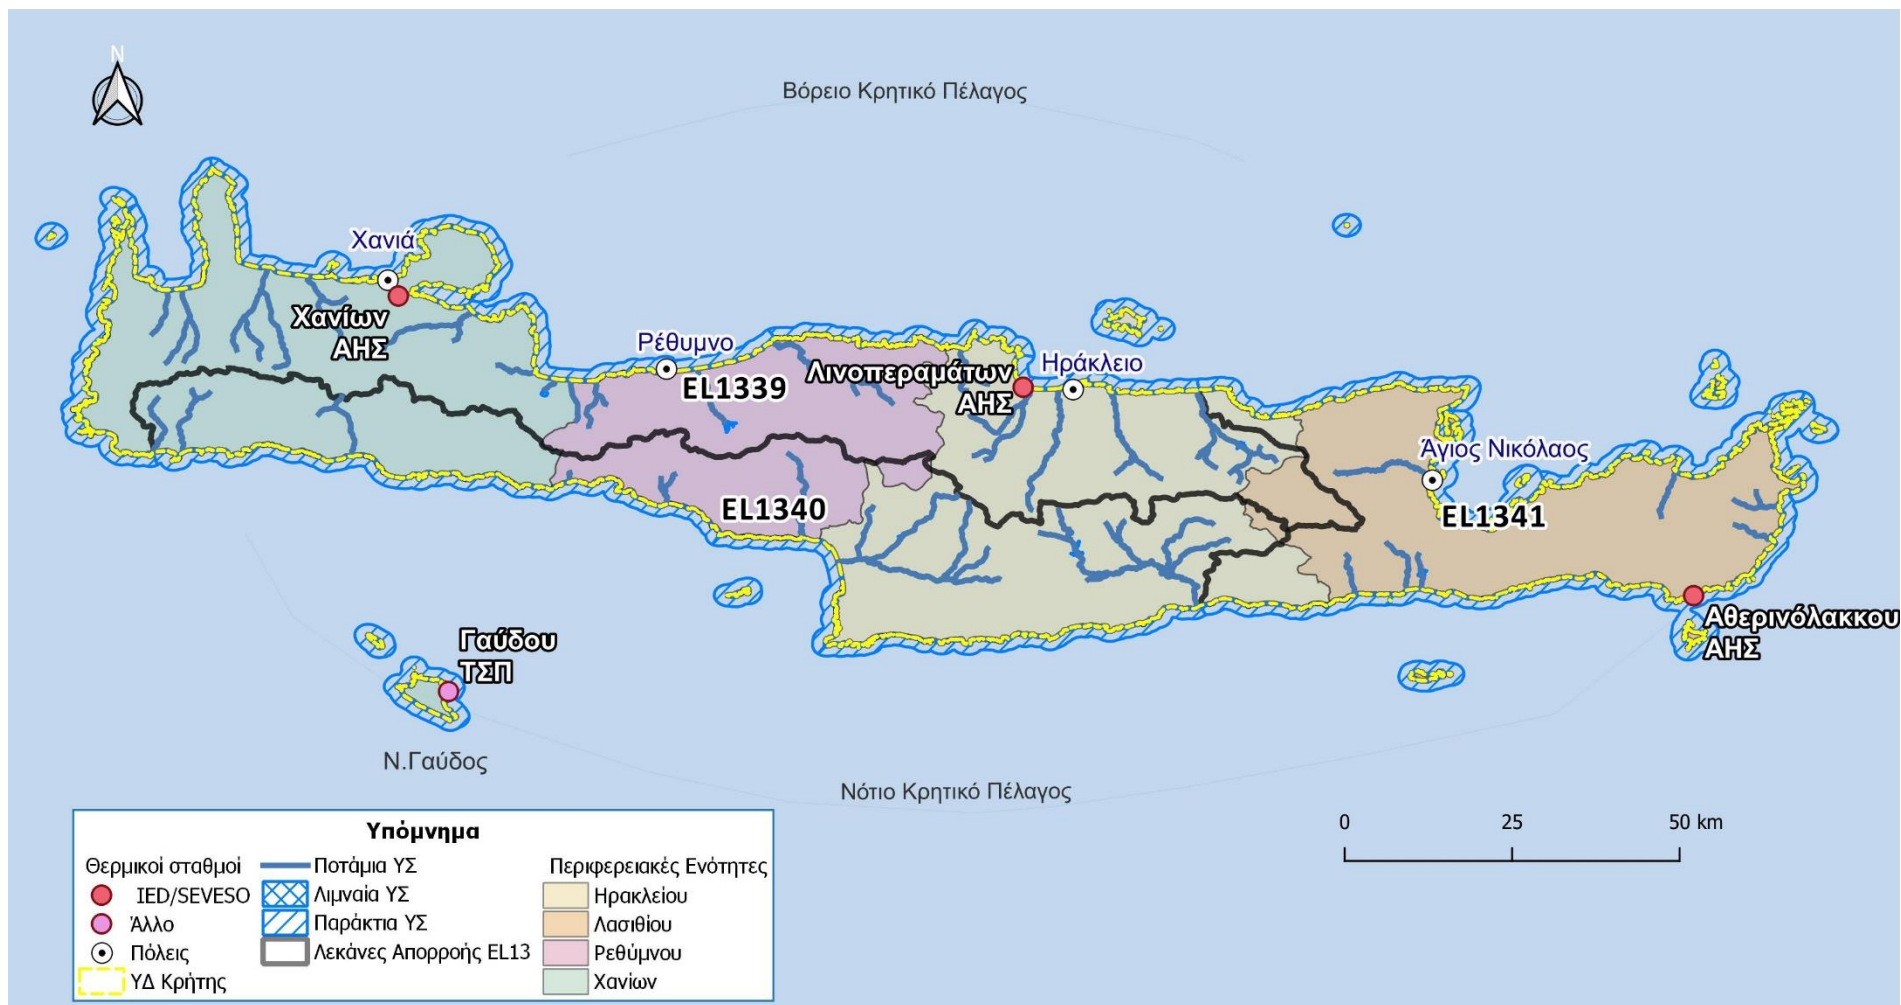 N
Βόρειο Κρητικό Πέλαγος
Χανιά
Χανίων
ΑΗΣ
Ρέθυμνο
EL1339
Λινοπεραμάτων
ΑΗΣ
Ηράκλειο
Άγιος Νικόλαος
EL1340
EL1341
Αθερινόλακκου
ΑΗΣ
Γαύδου
ΤΣΠ
Ν.Γαύδος
Νότιο Κρητικό Πέλαγος
0 25 50 km
Υπόμνημα
Θερμικοί σταθμοί
IED/SEVESO
Άλλο
Πόλεις
ΥΔ Κρήτης
Ποτάμια ΥΣ
Λιμναία ΥΣ
Παράκτια ΥΣ
Λεκάνες Απορροής EL13
Περιφερειακές Ενότητες
Ηρακλείου
Λασιθίου
Ρεθύμνου
Χανίων